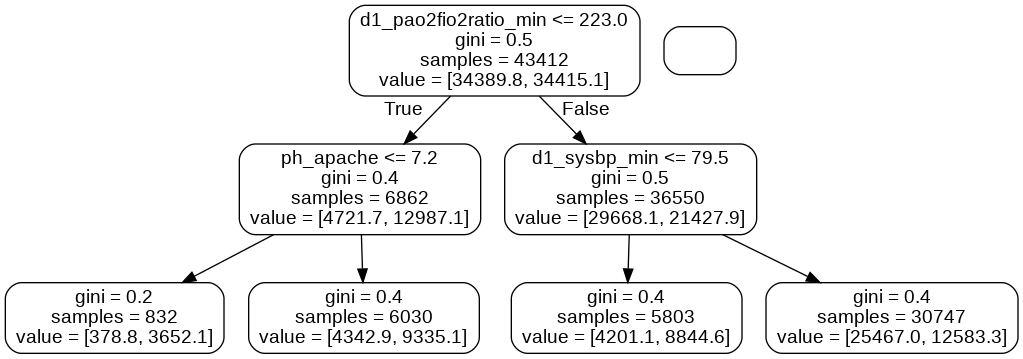 d1_pao2fio2ratio_min <= 223.0
gini = 0.5
samples = 43412
value = [34389.8, 34415.1]
True
False
ph_apache <= 7.2
gini = 0.4
samples = 6862
value = [4721.7, 12987.1]
d1_sysbp_min <= 79.5
gini = 0.5
samples = 36550
value = [29668.1, 21427.9]
gini = 0.2
samples = 832
value = [378.8, 3652.1]
gini = 0.4
samples = 6030
value = [4342.9, 9335.1]
gini = 0.4
samples = 5803
value = [4201.1, 8844.6]
gini = 0.4
samples = 30747
value = [25467.0, 12583.3]